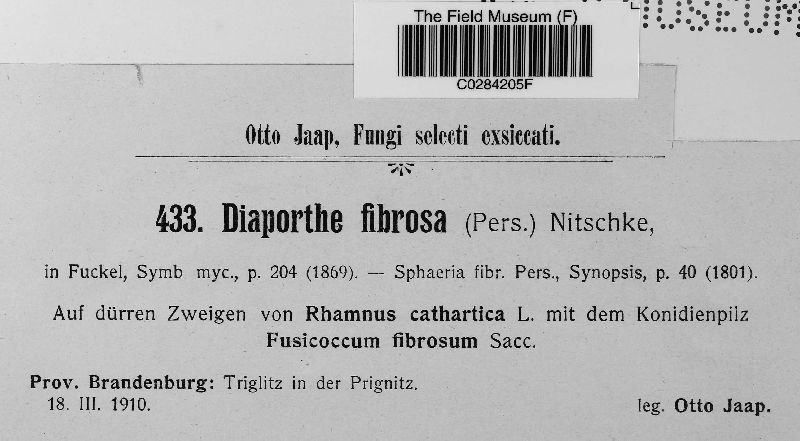 The Field Museum (F)
MUSEUM
C0284205F
Otto Jaap, Fungi selecti exsiccati.
433. Diaporthe fibrosa (Pers.) Nitschke,
in Fuckel, Symb myc., p. 204 (1869). — Sphaeria fibr. Pers., Synopsis, p. 40 (1801).
Auf dürren Zweigen von Rhamnus cathartica L. mit dem Konidienpilz
Fusicoccum fibrosum Sacc.
Prov. Brandenburg: Triglitz in der Prignitz.
18. III. 1910.
leg. Otto Jaap.